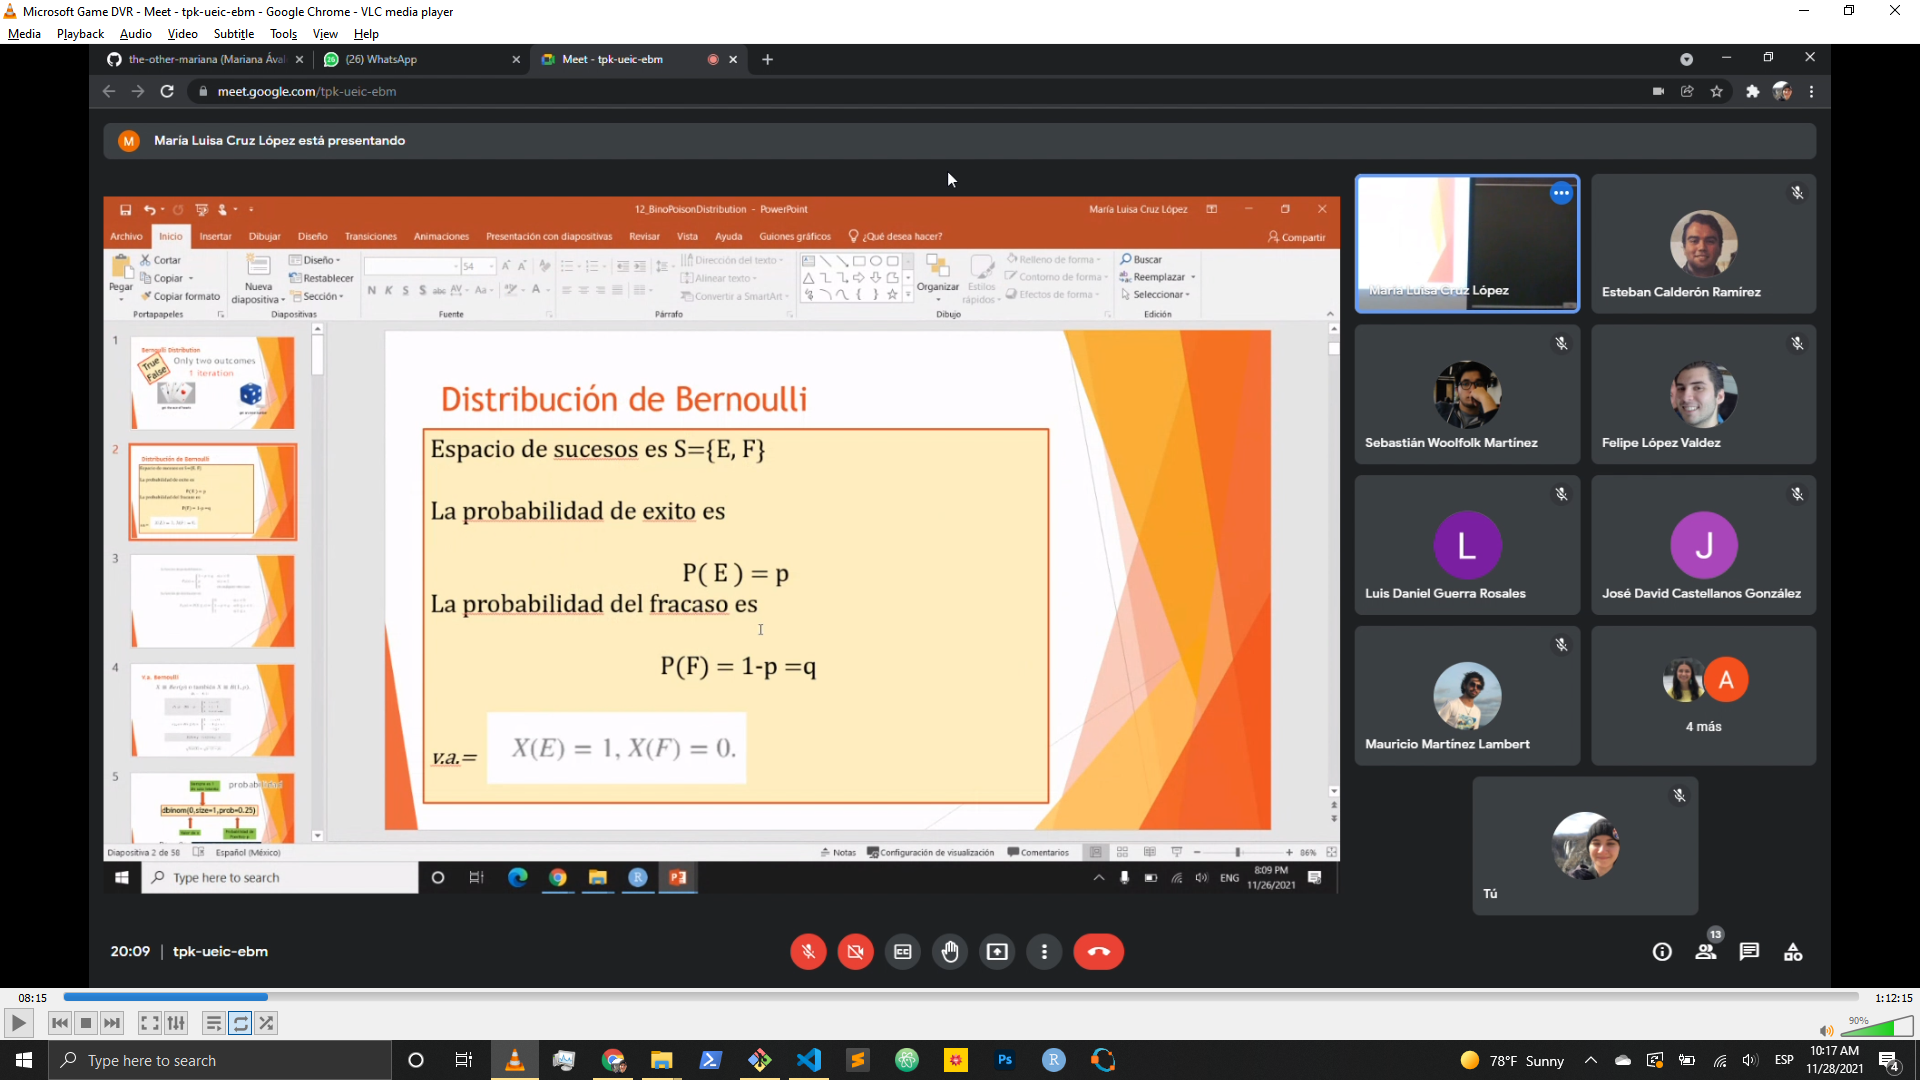 Microsoft Game DVR - Meet - tpk-ueic-ebm - Google Chrome - VLC media player
Media Playback Audio Video Subtitle Tools View Help
the-other-mariana (Mariana Ával
(26) WhatsApp
Meet - tpk-ueic-ebm
meet.google.com/tpk-ueic-ebm
M María Luisa Cruz López está presentando
12_BinoPoisonDistribution - PowerPoint
María Luisa Cruz López
Archivo Inicio Insertar Dibujar Diseño Transiciones Animaciones Presentación con diapositivas Revisar Vista Ayuda Guiones gráficos ¿Qué desea hacer? Compartir
Pegar
Cortar
Copiar
Copiar formato
Portapapeles
Nueva diapositiva
Diseño
Restablecer
Sección
Diapositivas
54
N K S S abc AV Aa A
Fuente
Dirección del texto
Alinear texto
Convertir a SmartArt
Párrafo
Organizar
Estilos rápidos
Relleno de forma
Contorno de forma
Efectos de forma
Dibujo
Buscar
Reemplazar
Seleccionar
Edición
1
Bernoulli Distribution
True
False
Only two outcomes
1 iteration
2
Distribución de Bernoulli
3
4
V.a. Bernoulli
5
probabilidad
dbinom(0,size=1,prob=0.25)
Distribución de Bernoulli
Espacio de sucesos es S={E, F}
La probabilidad de exito es
P( E ) = p
La probabilidad del fracaso es
P(F) = 1-p =q
v.a.= X(E) = 1, X(F) = 0.
Diapositiva 2 de 58 Español (México) Notas Configuración de visualización Comentarios 86%
Type here to search
ENG
8:09 PM
11/26/2021
María Luisa Cruz López
Esteban Calderón Ramírez
Sebastián Woolfolk Martínez
Felipe López Valdez
L
Luis Daniel Guerra Rosales
J
José David Castellanos González
Mauricio Martínez Lambert
A
4 más
Tú
20:09 | tpk-ueic-ebm
13
08:15
1:12:15
90%
Type here to search
Ps
R
78°F Sunny
ESP
10:17 AM
11/28/2021
4